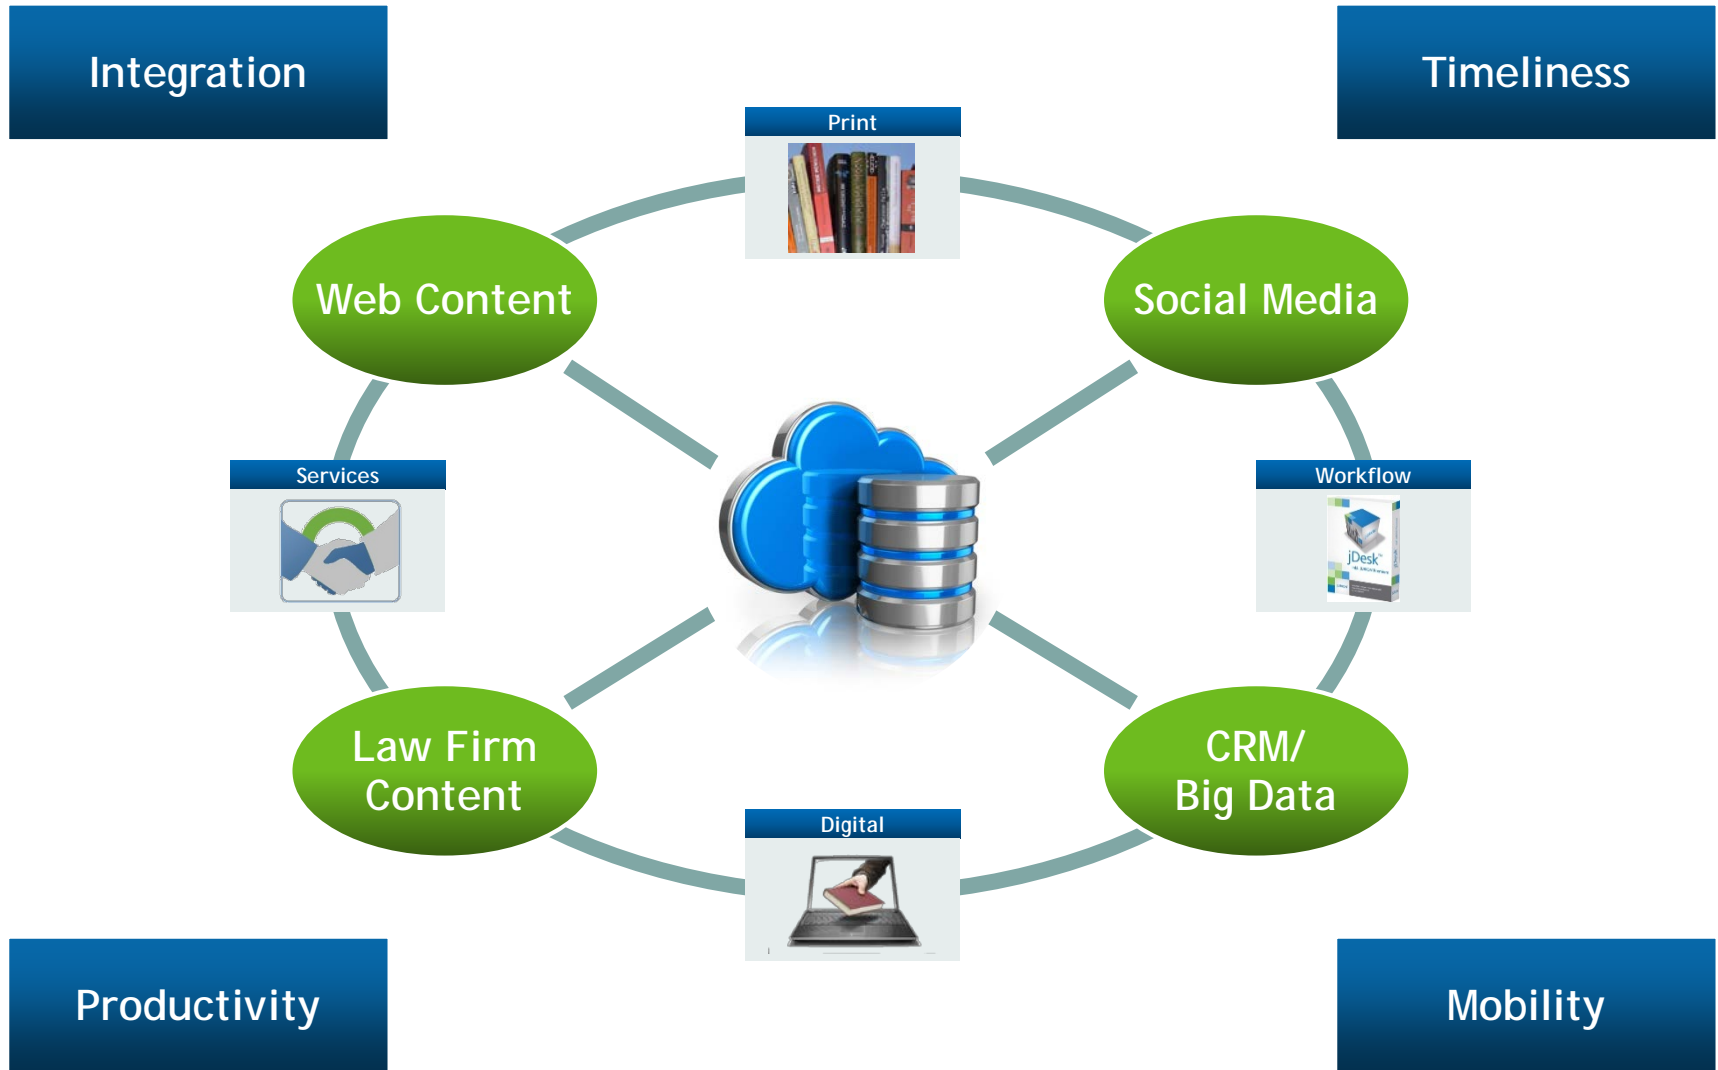 Integration
Timeliness
Print
Web Content
Social Media
Services
Workflow
jDesk
Law Firm
Content
CRM/
Big Data
Digital
Productivity
Mobility